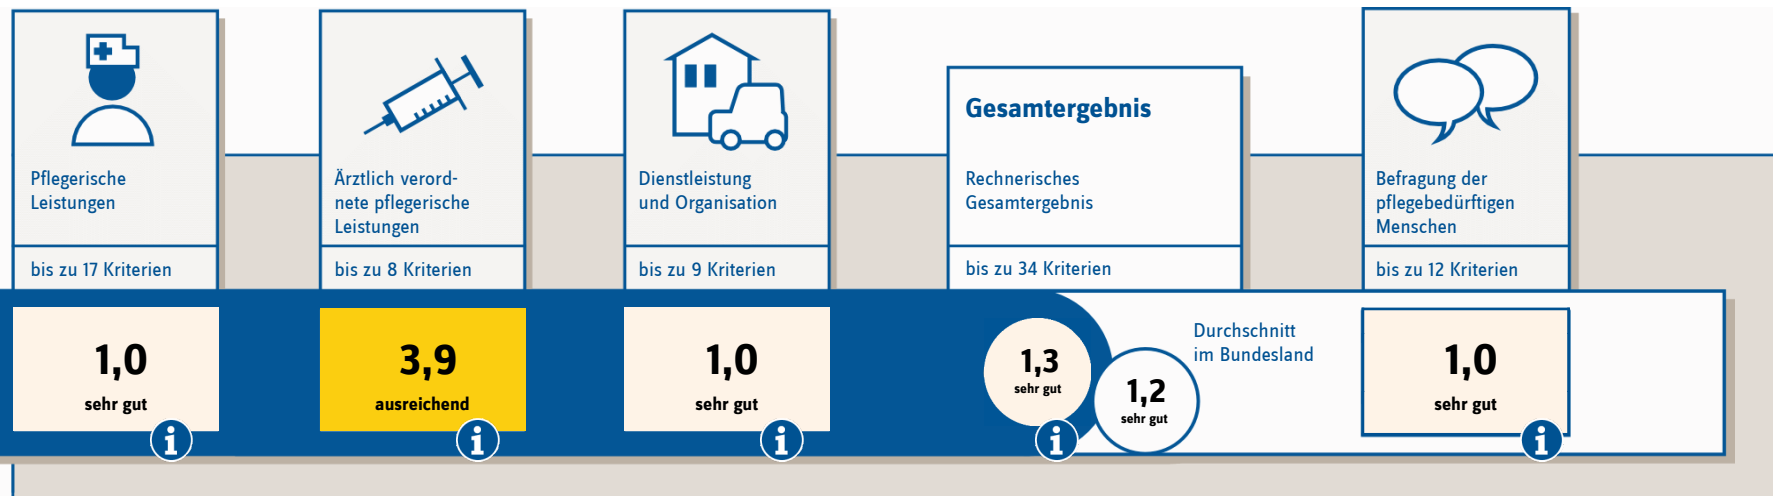 Pflegerische
Leistungen
bis zu 17 Kriterien
1,0
sehr gut
i
Ärztlich verord-
nete pflegerische
Leistungen
bis zu 8 Kriterien
3,9
ausreichend
i
Dienstleistung
und Organisation
bis zu 9 Kriterien
1,0
sehr gut
i
Gesamtergebnis
Rechnerisches
Gesamtergebnis
bis zu 34 Kriterien
1,3
sehr gut
i
1,2
sehr gut
Durchschnitt
im Bundesland
Befragung der
pflegebedürftigen
Menschen
bis zu 12 Kriterien
1,0
sehr gut
i